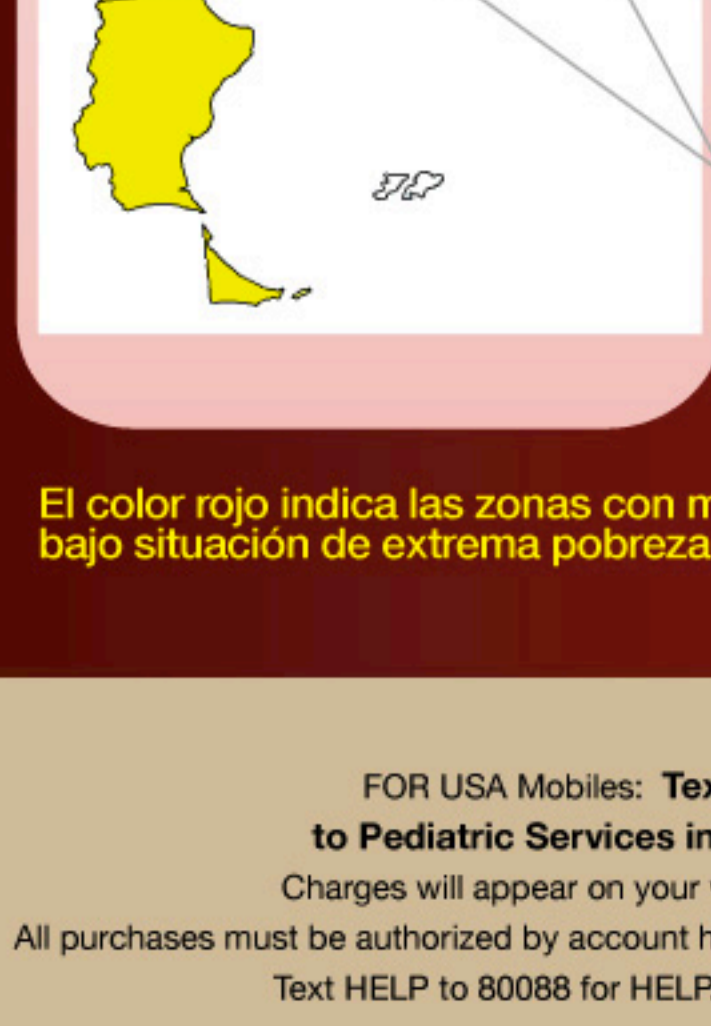 El color rojo indica las zonas con
bajo situación de extrema pobreza
FOR USA Mobiles:
to Pediatric Services in
Charges will appear on your
All purchases must be authorized by account
Text HELP to 80088 for HELP